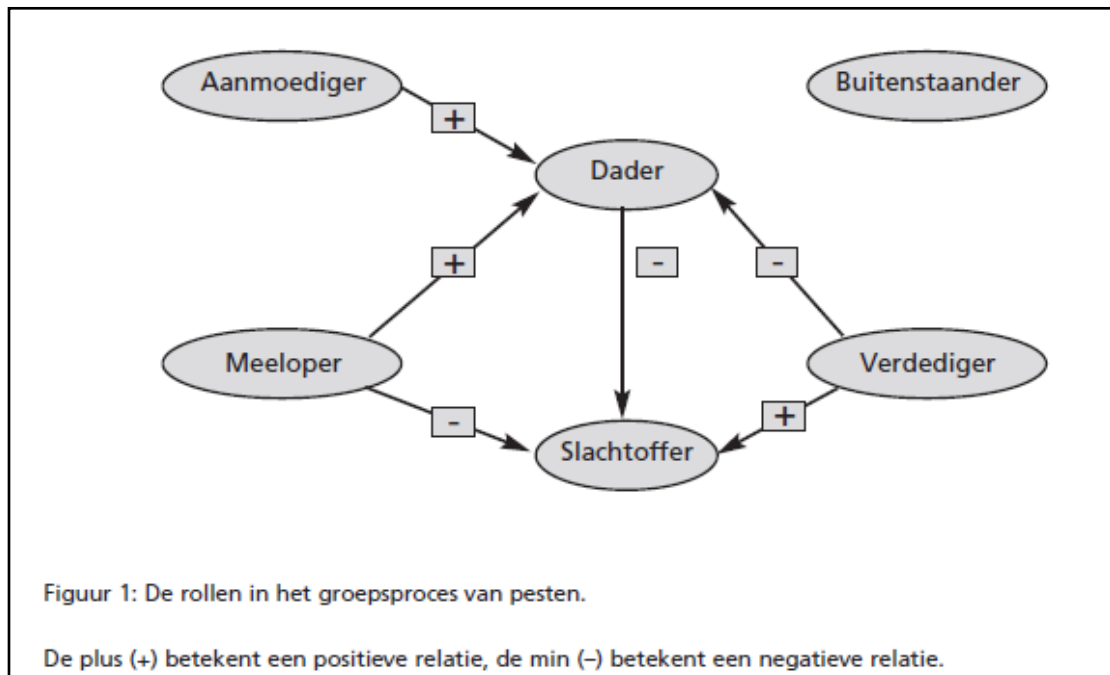 Aanmoediger
Buitenstaander
+
Dader
+
-
-
Meeloper
Verdediger
-
+
Slachtoffer
Figuur 1: De rollen in het groepsproces van pesten.
De plus (+) betekent een positieve relatie, de min (–) betekent een negatieve relatie.